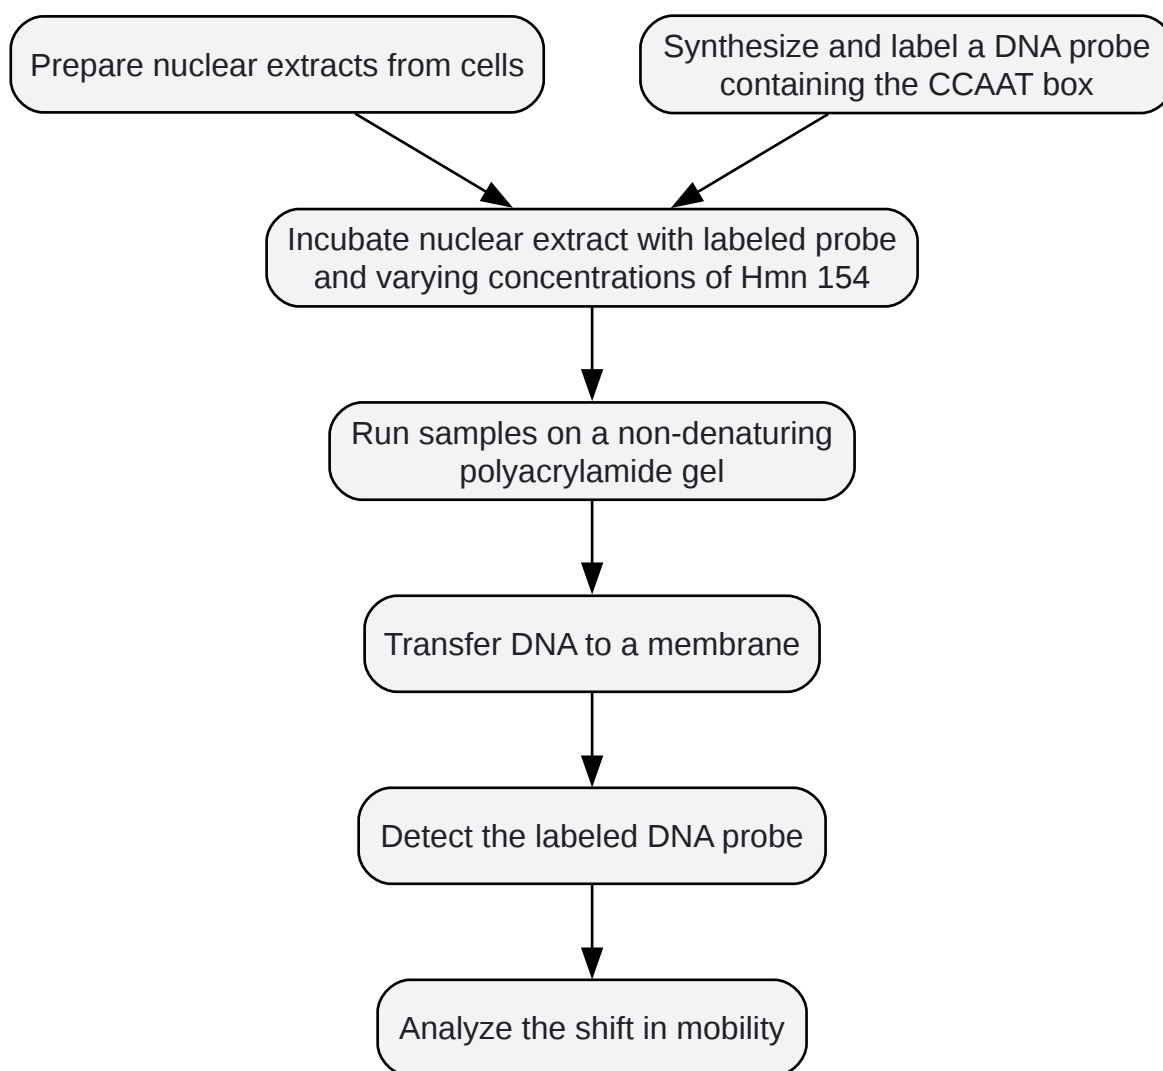 Prepare nuclear extracts from cells
Synthesize and label a DNA probe
containing the CCAAT box
Incubate nuclear extract with labeled probe
and varying concentrations of Hmn 154
Run samples on a non-denaturing
polyacrylamide gel
Transfer DNA to a membrane
Detect the labeled DNA probe
Analyze the shift in mobility